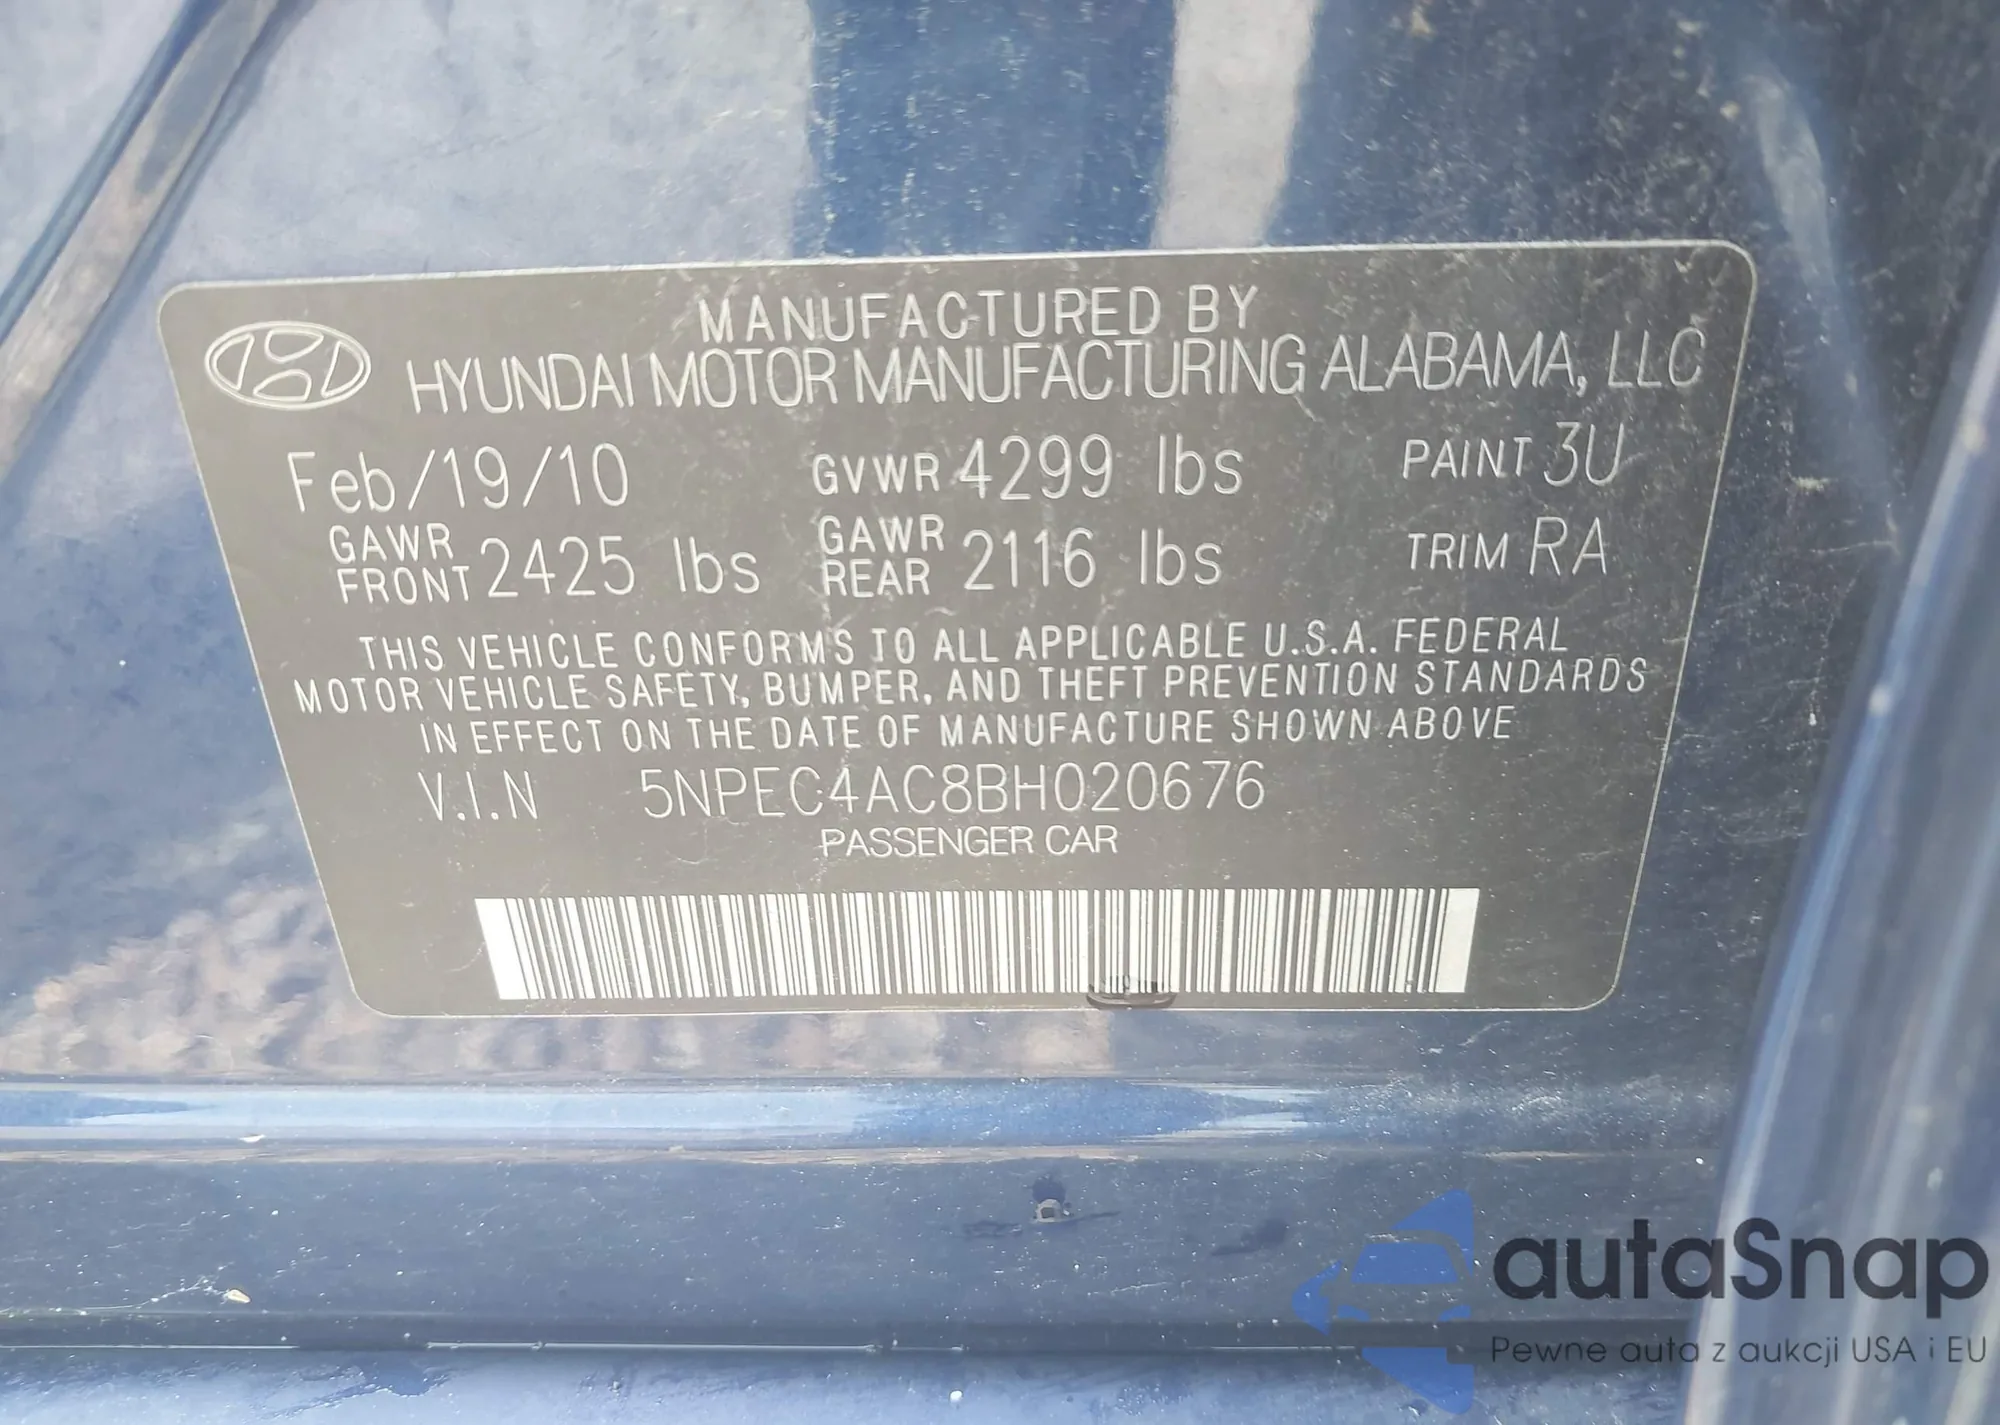 MANUFACTURED BY
HYUNDAI MOTOR MANUFACTURING ALABAMA, LLC
Feb/19/10 GVWR 4299 lbs PAINT 3U
GAWR FRONT 2425 lbs GAWR REAR 2116 lbs TRIM RA
THIS VEHICLE CONFORMS TO ALL APPLICABLE U.S.A. FEDERAL
MOTOR VEHICLE SAFETY, BUMPER, AND THEFT PREVENTION STANDARDS
IN EFFECT ON THE DATE OF MANUFACTURE SHOWN ABOVE
V.I.N 5NPEC4AC8BH020676
PASSENGER CAR
autaSnap
Pewne auta z aukcji USA i EU